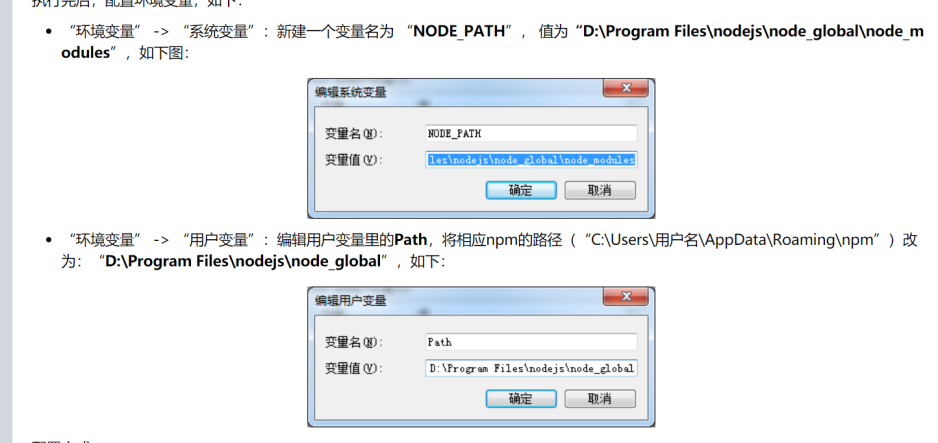 执行完后，配置环境变量，如下：
• “环境变量” -> “系统变量”：新建一个变量名为 “NODE_PATH”， 值为“D:\Program Files\nodejs\node_global\node_m
odules”，如下图：
编辑系统变量
变量名(N)：
NODE_PATH
变量值(V)：
les\nodejs\node_global\node_modules
确定
取消
• “环境变量” -> “用户变量”：编辑用户变量里的Path，将相应npm的路径（“C:\Users\用户名\AppData\Roaming\npm”）改
为：“D:\Program Files\nodejs\node_global”，如下：
编辑用户变量
变量名(N)：
Path
变量值(V)：
D:\Program Files\nodejs\node_global
确定
取消